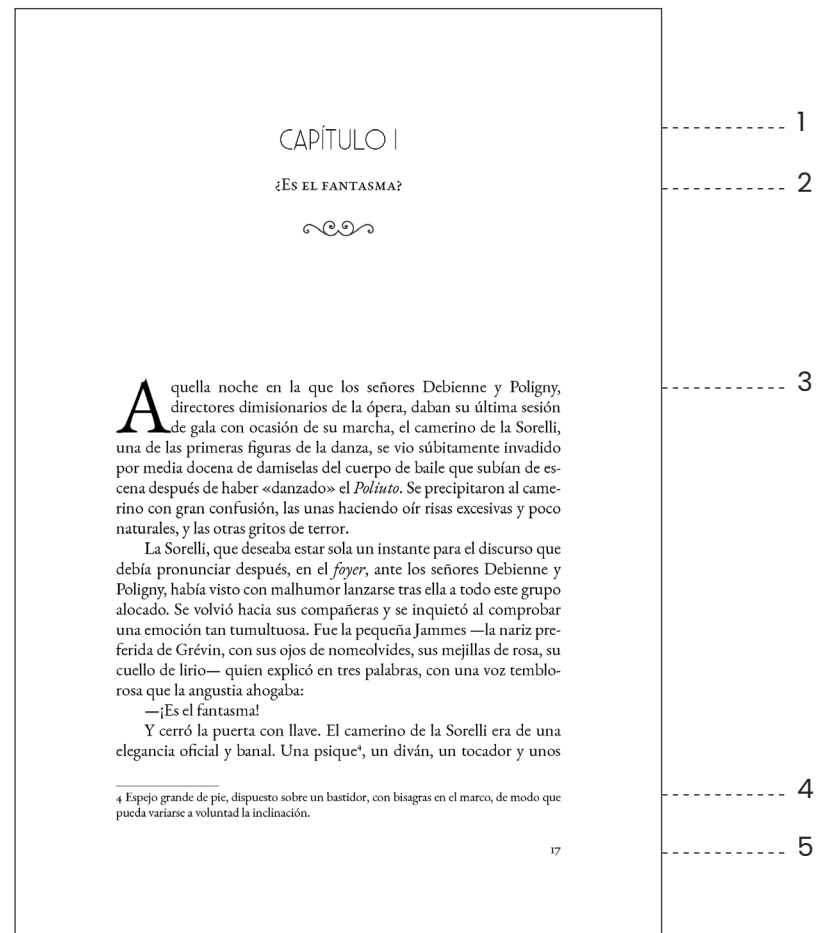 CAPÍTULO I
1
¿Es el fantasma?
2
Aquella noche en la que los señores Debienne y Poligny,
3
directores dimisionarios de la ópera, daban su última sesión
de gala con ocasión de su marcha, el camerino de la Sorelli,
una de las primeras figuras de la danza, se vio súbitamente invadido
por media docena de damiselas del cuerpo de baile que subían de es-
cena después de haber «danzado» el Poliuto. Se precipitaron al came-
rino con gran confusión, las unas haciendo oír risas excesivas y poco
naturales, y las otras gritos de terror.
La Sorelli, que deseaba estar sola un instante para el discurso que
debía pronunciar después, en el foyer, ante los señores Debienne y
Poligny, había visto con malhumor lanzarse tras ella a todo este grupo
alocado. Se volvió hacia sus compañeras y se inquietó al comprobar
una emoción tan tumultuosa. Fue la pequeña Jammes —la nariz pre-
ferida de Grévin, con sus ojos de nomeolvides, sus mejillas de rosa, su
cuello de lirio— quien explicó en tres palabras, con una voz temblo-
rosa que la angustia ahogaba:
—¡Es el fantasma!
Y cerró la puerta con llave. El camerino de la Sorelli era de una
elegancia oficial y banal. Una psique⁴, un diván, un tocador y unos
4 Espejo grande de pie, dispuesto sobre un bastidor, con bisagras en el marco, de modo que
4
pueda variarse a voluntad la inclinación.
17
5